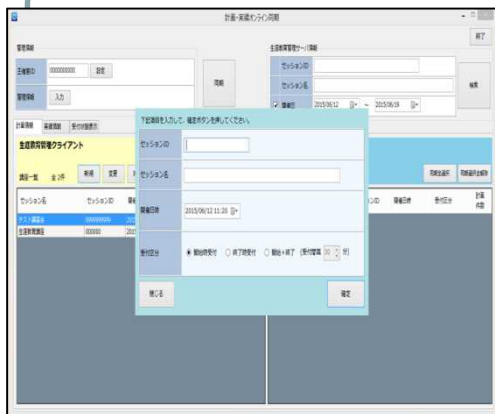 計画・実績オンライン同期
終了
管理情報
生涯教育管理サーバ情報
主催者ID 0000000000 設定
管理情報 入力
同期
セッションID
セッション名
開催日 2015/06/12 ~ 2015/06/19
検索
計画情報 実績情報 受付状態表示
生涯教育管理クライアント
講座一覧 全2件 新規 変更
同期全選択 同期選択全解除
セッション名 セッションID
開催日時 受付区分 計画件数
テスト講習会 9999999999
生涯教育講座 000000
下記項目を入力して、確定ボタンを押してください。
セッションID
セッション名
開催日時 2015/06/12 11:20
受付区分 開始時受付 終了時受付 開始+終了 (受付間隔 30 分)
閉じる 確定